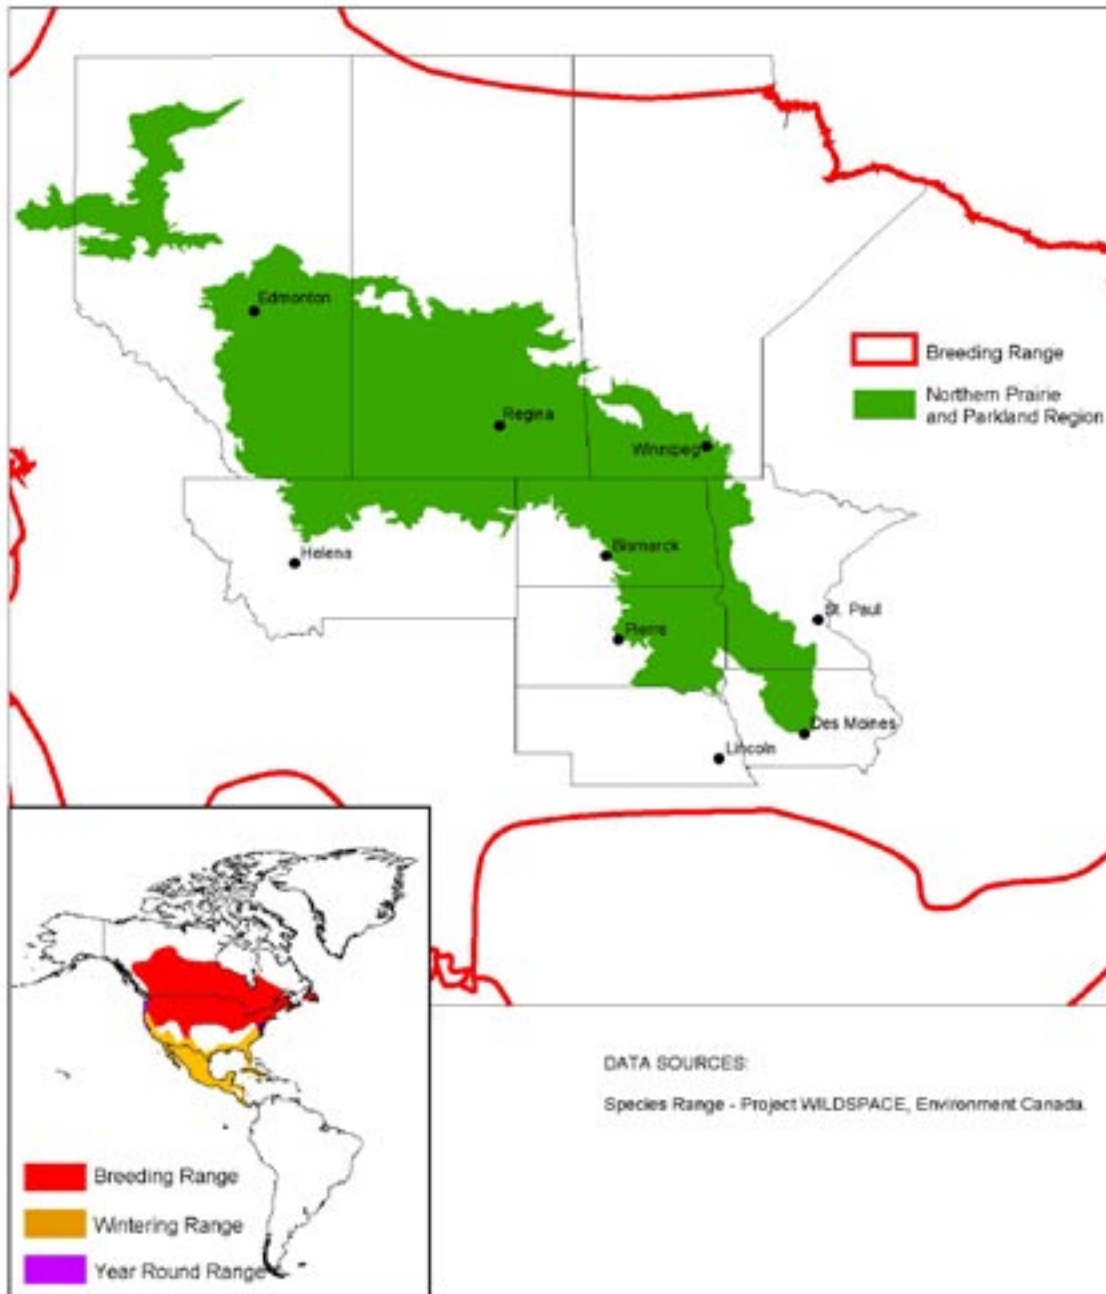 Edmonton
Breeding Range
Northern Prairie
and Parkland Region
Regina
Winnipeg
Helena
Bismarck
St. Paul
Pierre
Des Moines
Lincoln
DATA SOURCES:
Species Range - Project WILDSPACE, Environment Canada.
Breeding Range
Wintering Range
Year Round Range